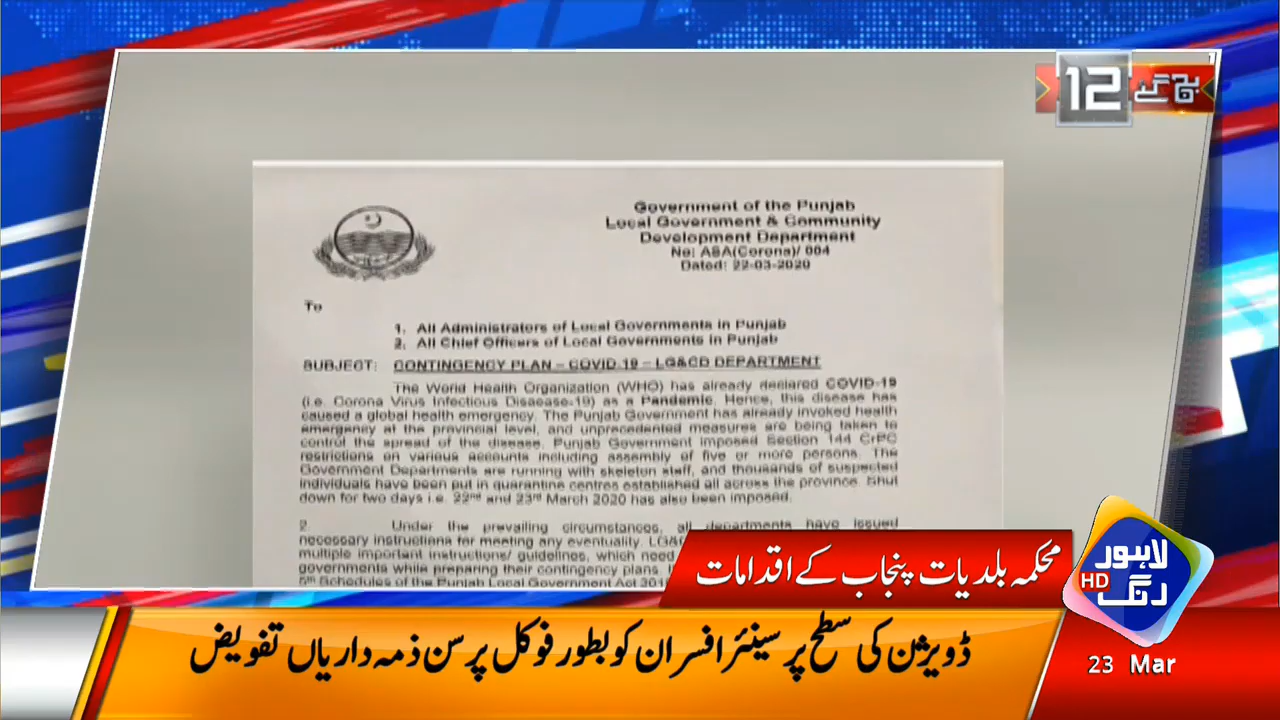 12 بج گئے
Government of the Punjab
Local Government & Community
Development Department
No: ASA(Corona)/ 004
Dated: 22-03-2020
To
1. All Administrators of Local Governments in Punjab
2. All Chief Officers of Local Governments in Punjab
SUBJECT: CONTINGENCY PLAN – COVID-19 – LG&CD DEPARTMENT
The World Health Organization (WHO) has already declared COVID-19
(i.e. Corona Virus Infectious Disease-19) as a Pandemic. Hence, this disease has
caused a global health emergency. The Punjab Government has already invoked health
emergency at the provincial level, and unprecedented measures are being taken to
control the spread of the disease. Punjab Government imposed Section 144 CrPC
restrictions on various accounts including assembly of five or more persons. The
Government Departments are running with skeleton staff, and thousands of suspected
individuals have been put in quarantine centres established all across the province. Shut
down for two days i.e. 22nd and 23rd March 2020 has also been imposed.
2. Under the prevailing circumstances, all departments have issued
necessary instructions for meeting any eventuality.
multiple important instructions/ guidelines, which need
governments while preparing their contingency plans.
5th Schedules of the Punjab Local Government Act
محکمہ بلدیات پنجاب کے اقدامات
لاہور
رنگ
HD
ڈویژن کی سطح پر سینئر افسران کو بطور فوکل پرسن ذمہ داریاں تفویض
23 Mar